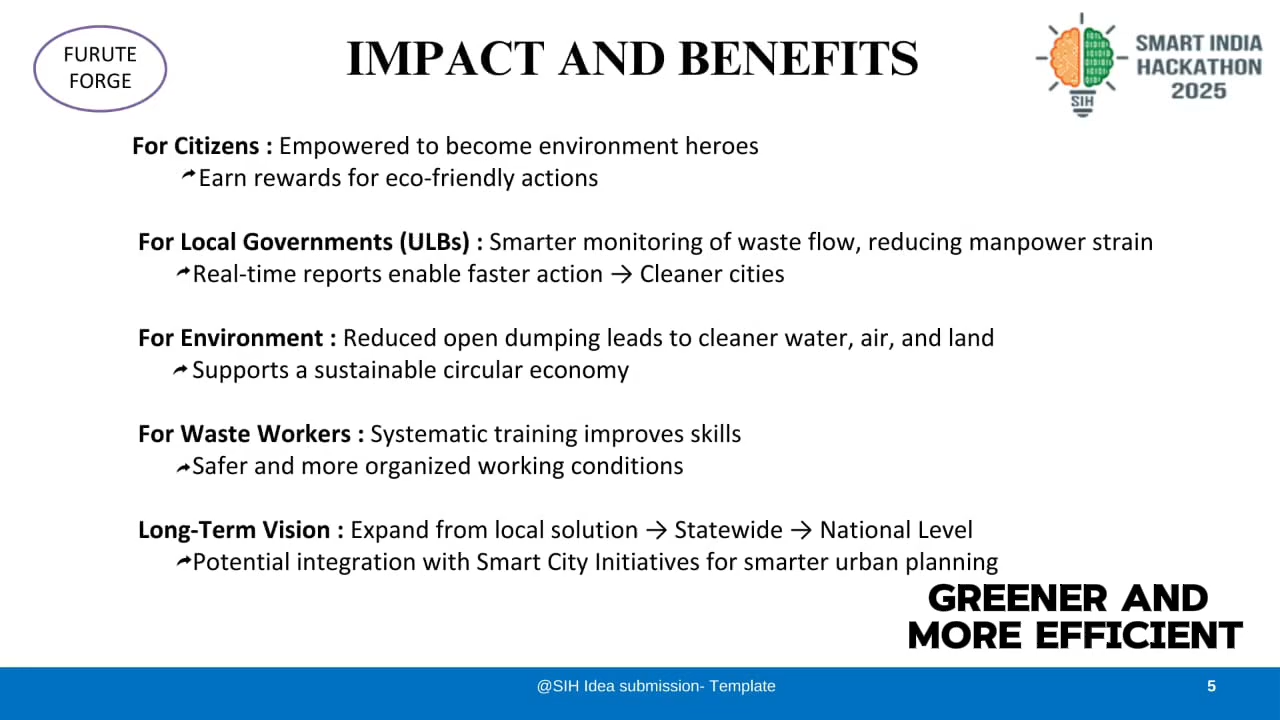 FURUTE
FORGE
IMPACT AND BENEFITS
SMART INDIA
HACKATHON
2025
SIH
For Citizens : Empowered to become environment heroes
Earn rewards for eco-friendly actions
For Local Governments (ULBs) : Smarter monitoring of waste flow, reducing manpower strain
Real-time reports enable faster action → Cleaner cities
For Environment : Reduced open dumping leads to cleaner water, air, and land
Supports a sustainable circular economy
For Waste Workers : Systematic training improves skills
Safer and more organized working conditions
Long-Term Vision : Expand from local solution → Statewide → National Level
Potential integration with Smart City Initiatives for smarter urban planning
GREENER AND
MORE EFFICIENT
@SIH Idea submission- Template
5